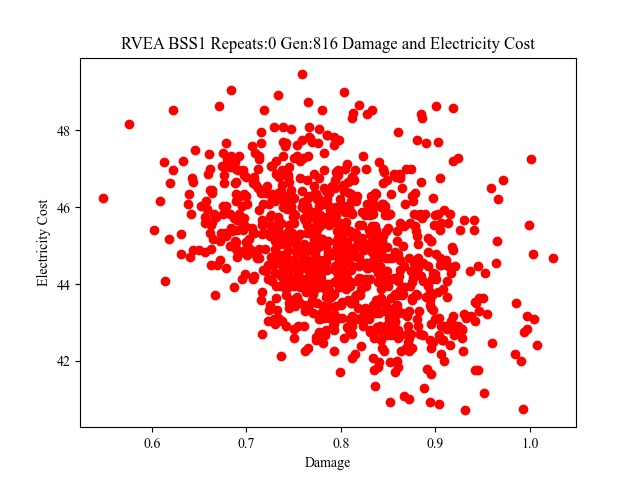 RVEA BSS1 Repeats:0 Gen:816 Damage and Electricity Cost
48
46
44
42
Electricity Cost
0.6 0.7 0.8 0.9 1.0
Damage